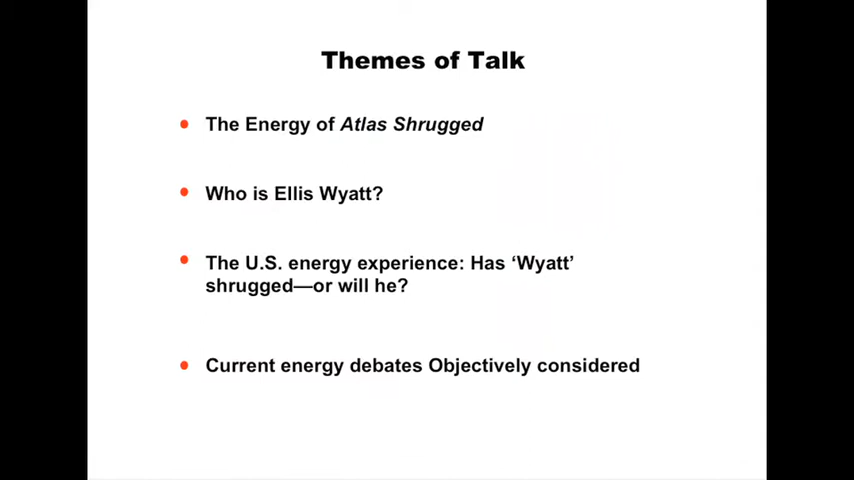 Themes of Talk
• The Energy of Atlas Shrugged
• Who is Ellis Wyatt?
• The U.S. energy experience: Has ‘Wyatt’
shrugged—or will he?
• Current energy debates Objectively considered